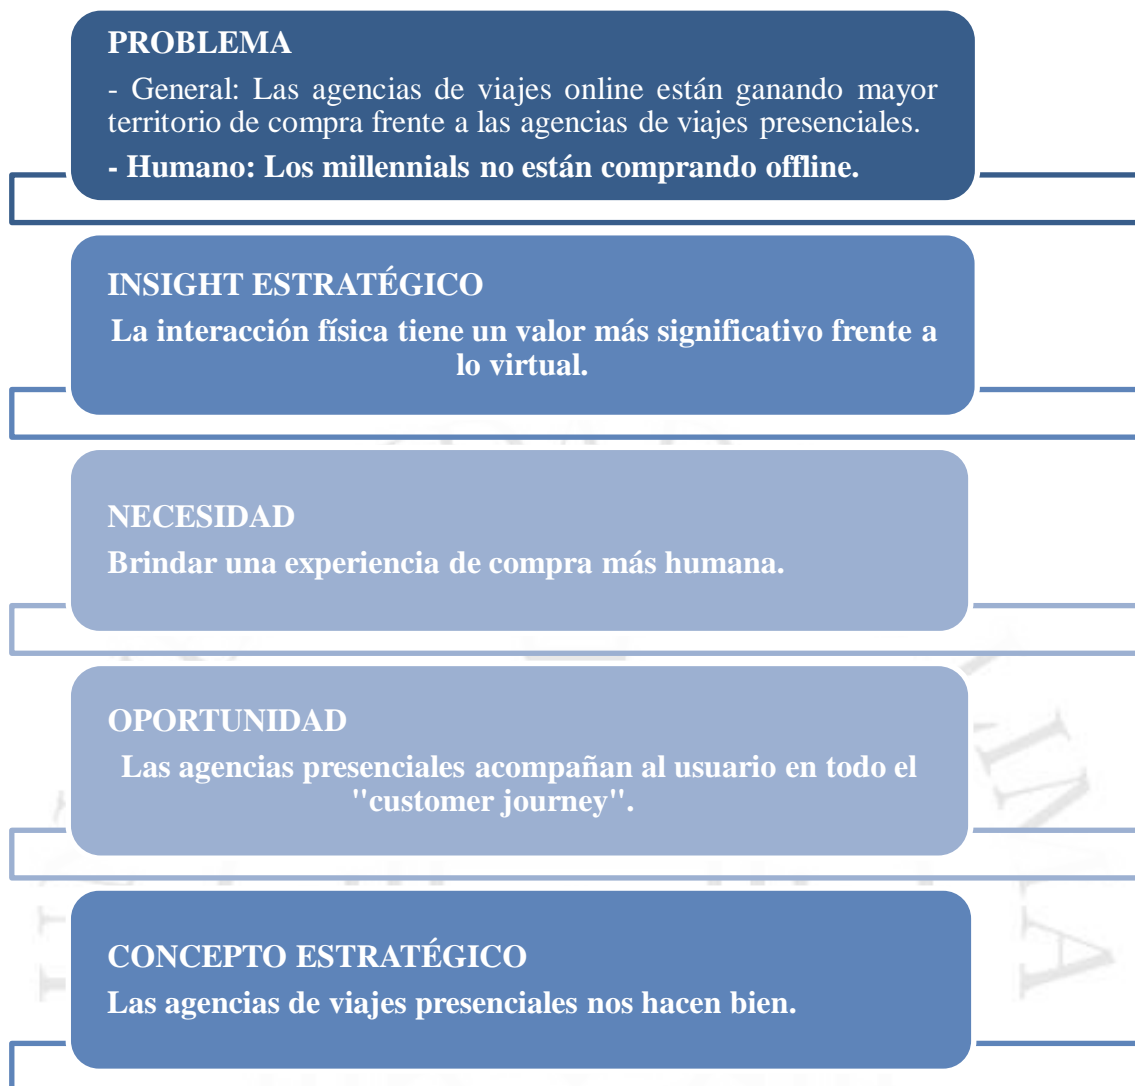 PROBLEMA
- General: Las agencias de viajes online están ganando mayor
territorio de compra frente a las agencias de viajes presenciales.
- Humano: Los millennials no están comprando offline.
INSIGHT ESTRATÉGICO
La interacción física tiene un valor más significativo frente a
lo virtual.
NECESIDAD
Brindar una experiencia de compra más humana.
OPORTUNIDAD
Las agencias presenciales acompañan al usuario en todo el
"customer journey".
CONCEPTO ESTRATÉGICO
Las agencias de viajes presenciales nos hacen bien.